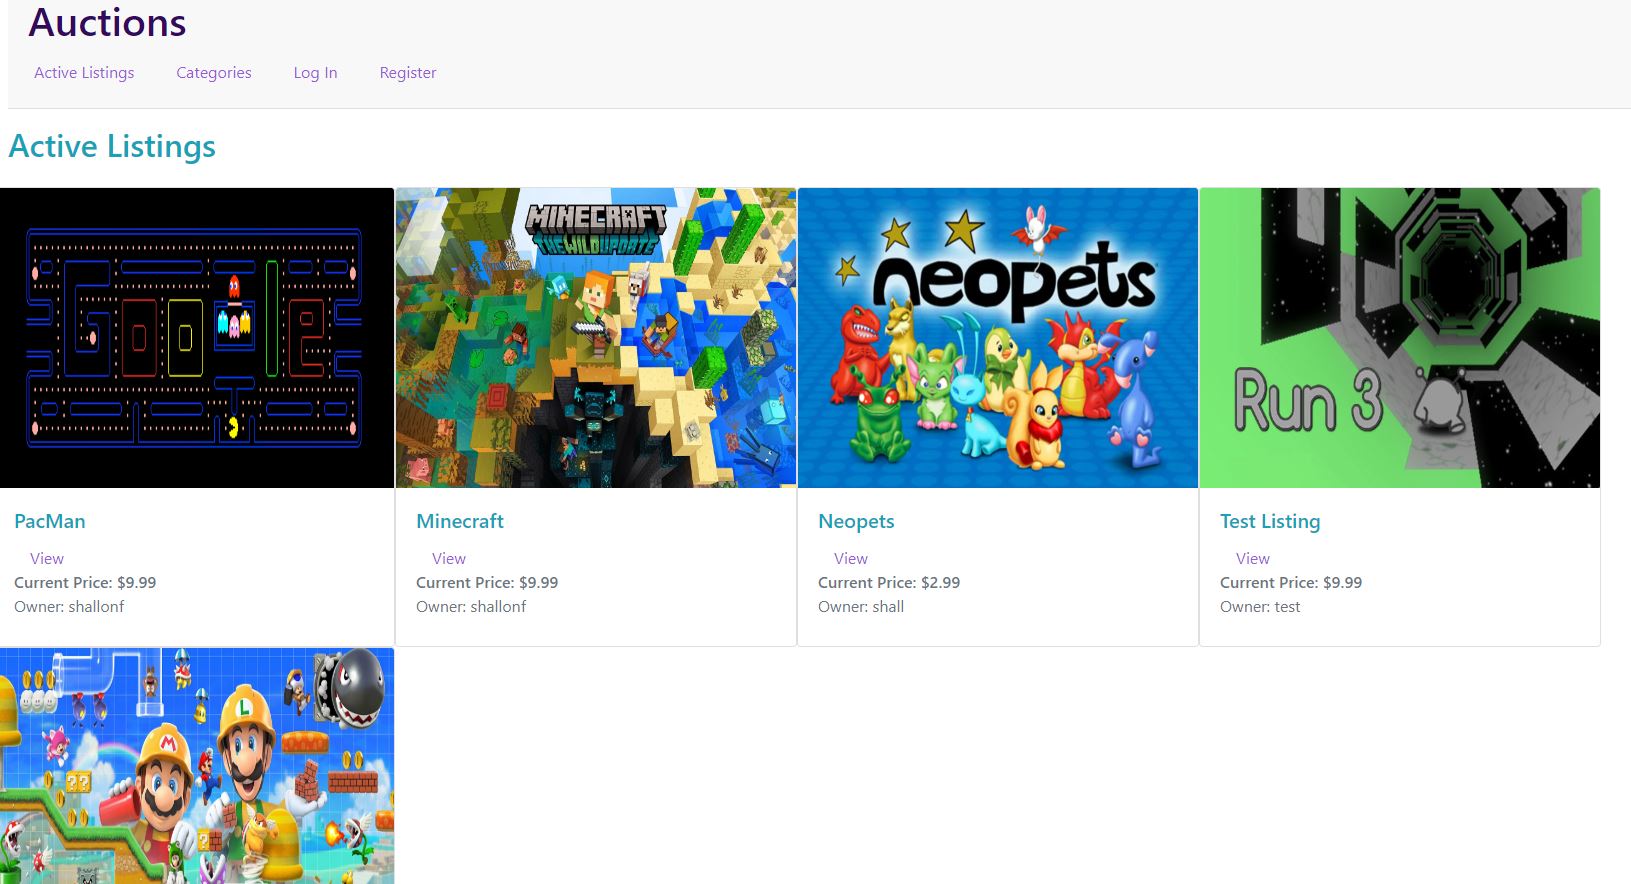 Auctions
Active Listings Categories Log In Register
Active Listings
Google
MINECRAFT
THE WILD UPDATE
neopets
Run 3
PacMan
View
Current Price: $9.99
Owner: shallonf
Minecraft
View
Current Price: $9.99
Owner: shallonf
Neopets
View
Current Price: $2.99
Owner: shall
Test Listing
View
Current Price: $9.99
Owner: test
M
L
??
?